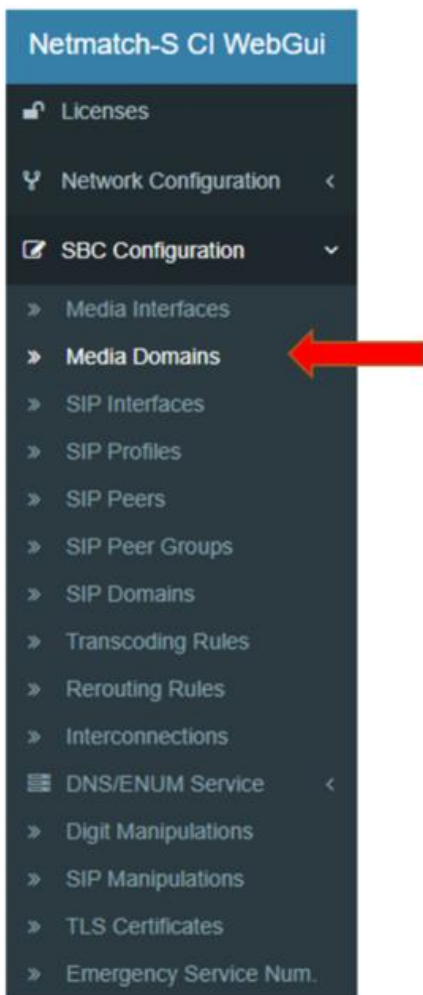 Netmatch-S CI WebGui
Licenses
Network Configuration
SBC Configuration
Media Interfaces
Media Domains
SIP Interfaces
SIP Profiles
SIP Peers
SIP Peer Groups
SIP Domains
Transcoding Rules
Rerouting Rules
Interconnections
DNS/ENUM Service
Digit Manipulations
SIP Manipulations
TLS Certificates
Emergency Service Num.